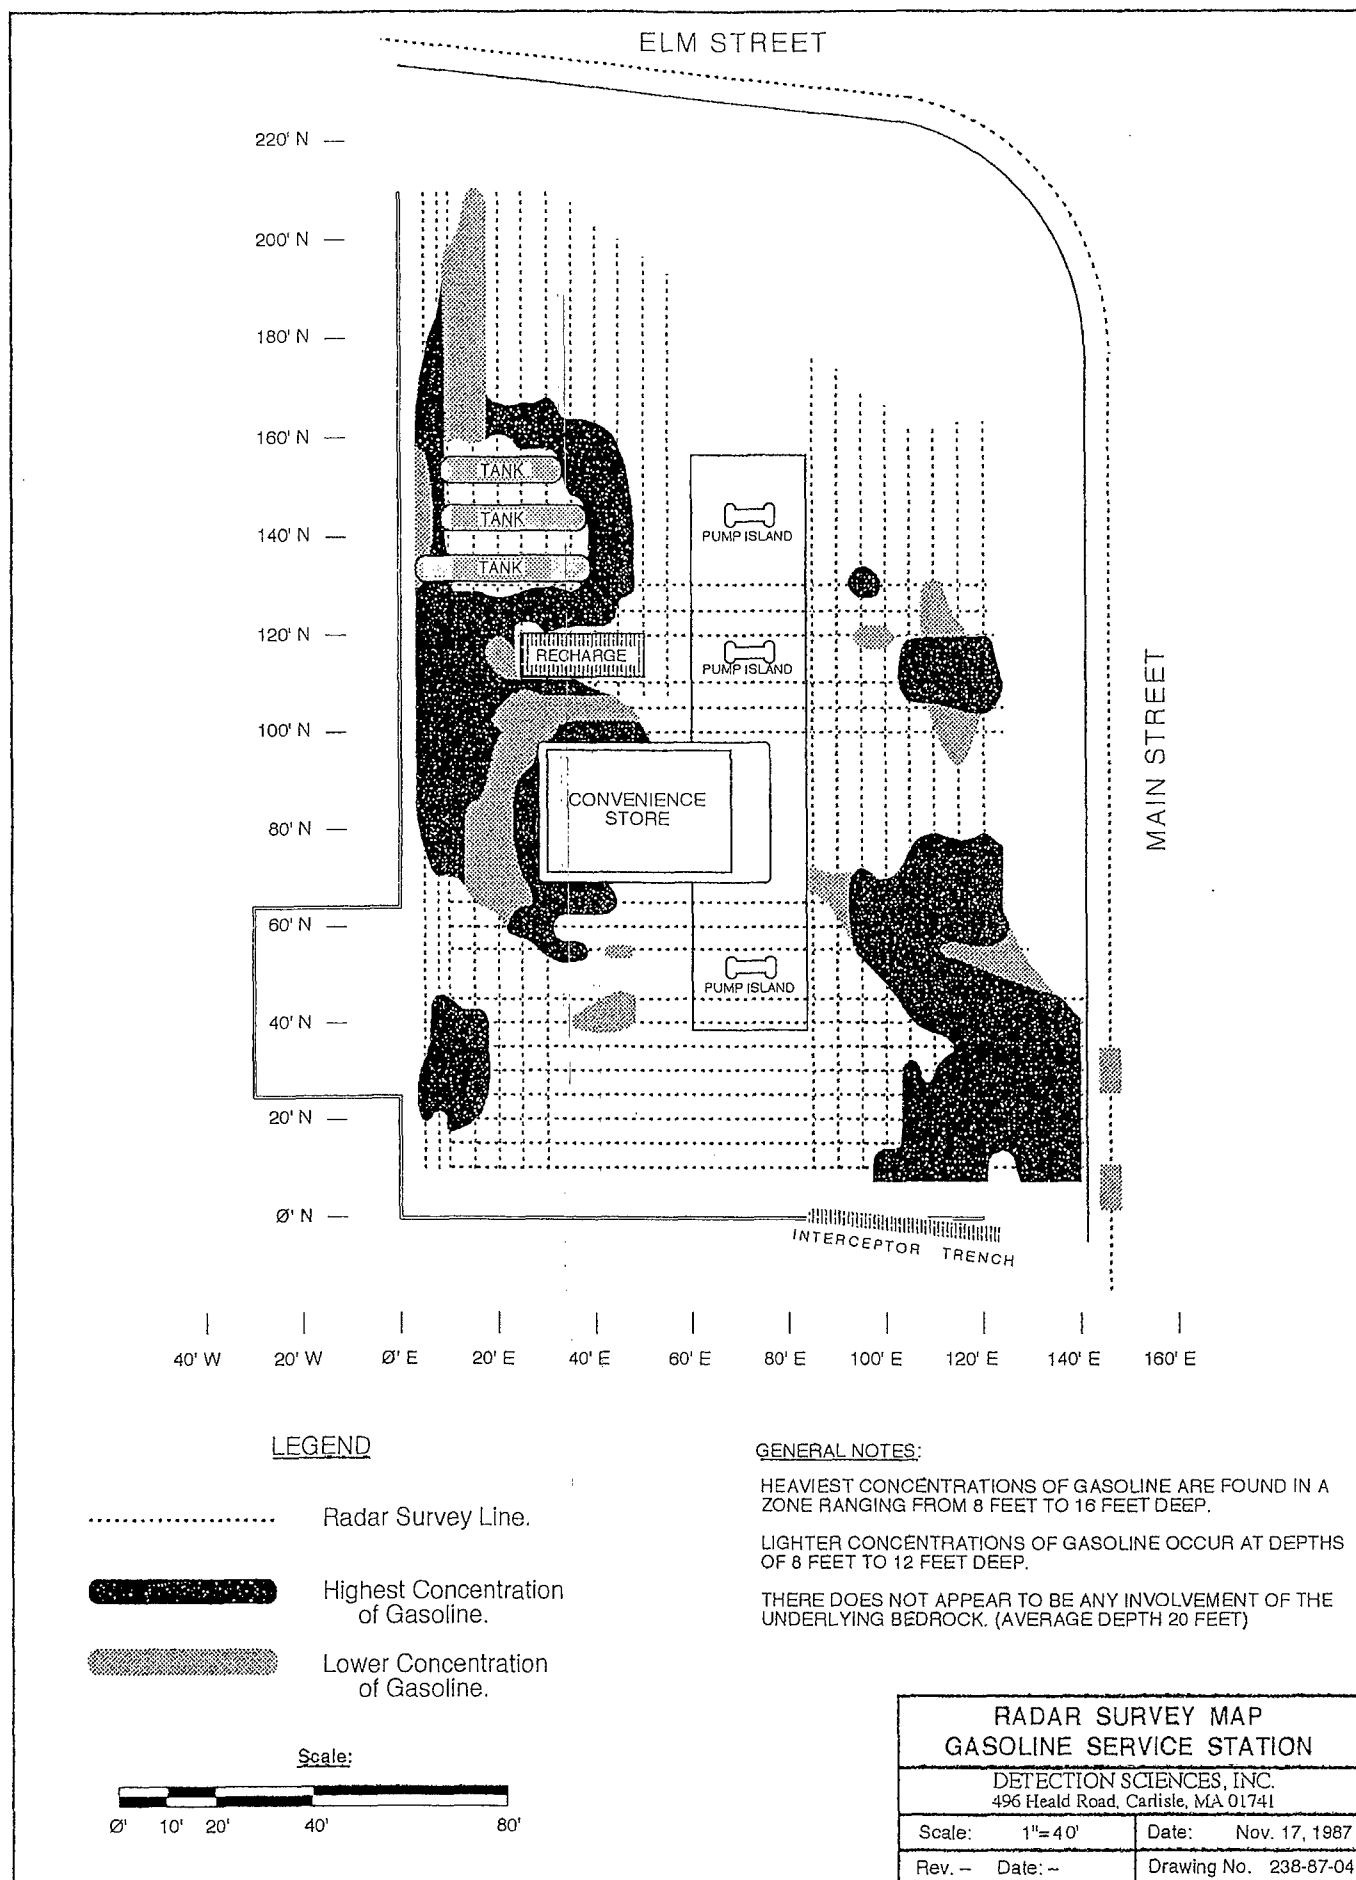 ELM STREET
220' N
200' N
180' N
160' N
TANK
TANK
140' N
PUMP ISLAND
TANK
120' N
RECHARGE
PUMP ISLAND
MAIN STREET
100' N
CONVENIENCE
STORE
80' N
60' N
PUMP ISLAND
40' N
20' N
Ø' N
INTERCEPTOR TRENCH
40' W 20' W Ø' E 20' E 40' E 60' E 80' E 100' E 120' E 140' E 160' E
LEGEND
Radar Survey Line.
Highest Concentration
of Gasoline.
Lower Concentration
of Gasoline.
Scale:
Ø' 10' 20' 40' 80'
GENERAL NOTES:
HEAVIEST CONCENTRATIONS OF GASOLINE ARE FOUND IN A
ZONE RANGING FROM 8 FEET TO 16 FEET DEEP.
LIGHTER CONCENTRATIONS OF GASOLINE OCCUR AT DEPTHS
OF 8 FEET TO 12 FEET DEEP.
THERE DOES NOT APPEAR TO BE ANY INVOLVEMENT OF THE
UNDERLYING BEDROCK. (AVERAGE DEPTH 20 FEET)
RADAR SURVEY MAP
GASOLINE SERVICE STATION
DETECTION SCIENCES, INC.
496 Heald Road, Carlisle, MA 01741
Scale: 1"=40' Date: Nov. 17, 1987
Rev. – Date: – Drawing No. 238-87-04